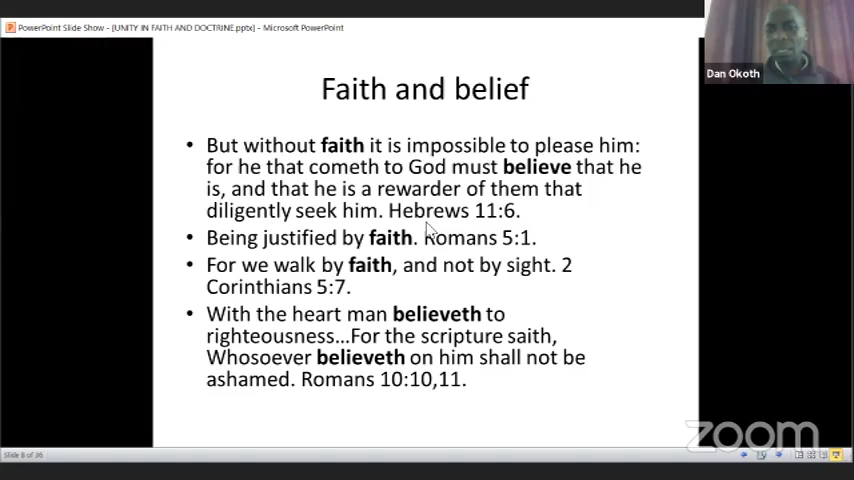 PowerPoint Slide Show - [UNITY IN FAITH AND DOCTRINE.pptx] - Microsoft PowerPoint
Dan Okoth
Faith and belief
• But without faith it is impossible to please him:
for he that cometh to God must believe that he
is, and that he is a rewarder of them that
diligently seek him. Hebrews 11:6.
• Being justified by faith. Romans 5:1.
• For we walk by faith, and not by sight. 2
Corinthians 5:7.
• With the heart man believeth to
righteousness…For the scripture saith,
Whosoever believeth on him shall not be
ashamed. Romans 10:10,11.
zoom
Slide 8 of 36